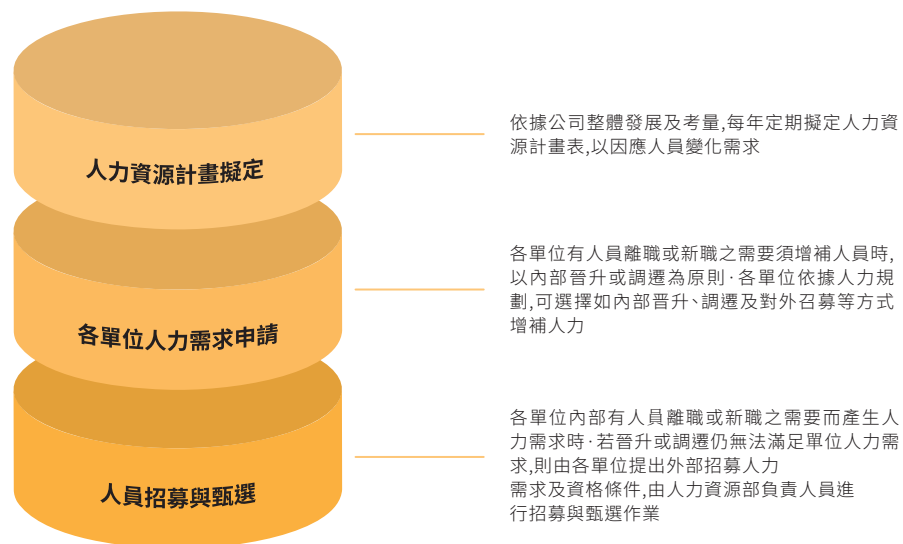 人力資源計畫擬定
依據公司整體發展及考量,每年定期擬定人力資
源計畫表,以因應人員變化需求
各單位人力需求申請
各單位有人員離職或新職之需要須增補人員時,
以內部晉升或調遷為原則·各單位依據人力規
劃,可選擇如內部晉升、調遷及對外召募等方式
增補人力
人員招募與甄選
各單位內部有人員離職或新職之需要而產生人
力需求時·若晉升或調遷仍無法滿足單位人力需
求,則由各單位提出外部招募人力
需求及資格條件,由人力資源部負責人員進
行招募與甄選作業